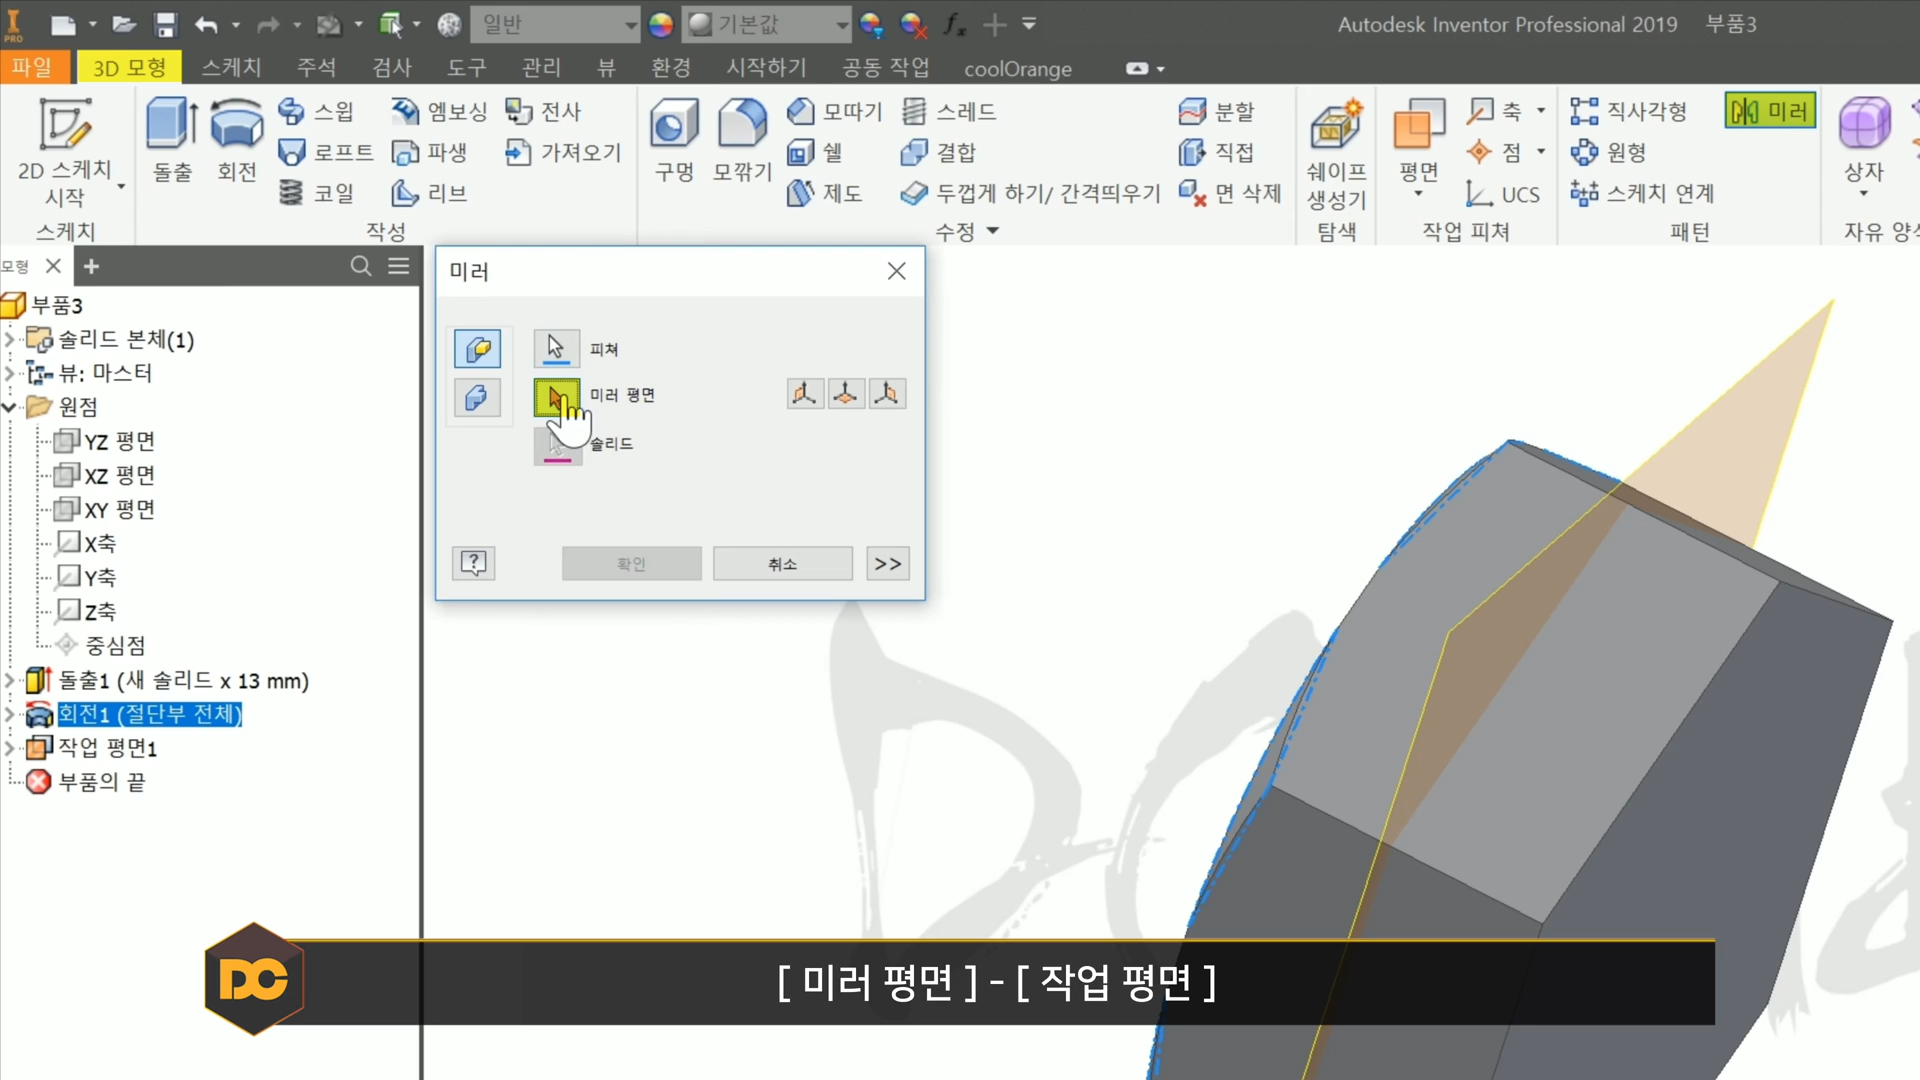 PRO
일반
기본값
fx
Autodesk Inventor Professional 2019 부품3
파일 3D 모형 스케치 주석 검사 도구 관리 뷰 환경 시작하기 공동 작업 coolOrange
2D 스케치 시작
돌출
회전
스윕
로프트
코일
엠보싱
파생
리브
전사
가져오기
구멍
모깎기
모따기
쉘
제도
스레드
결합
두껍게 하기/ 간격띄우기
분할
직접
면 삭제
쉐이프 생성기
평면
축
점
UCS
직사각형
원형
스케치 연계
미러
상자
스케치
작성
수정
탐색
작업 피쳐
패턴
자유 양식
모형
부품3
솔리드 본체(1)
뷰: 마스터
원점
YZ 평면
XZ 평면
XY 평면
X축
Y축
Z축
중심점
돌출1 (새 솔리드 x 13 mm)
회전1 (절단부 전체)
작업 평면1
부품의 끝
미러
피쳐
미러 평면
솔리드
?
확인
취소
>>
DC
[ 미러 평면 ] - [ 작업 평면 ]